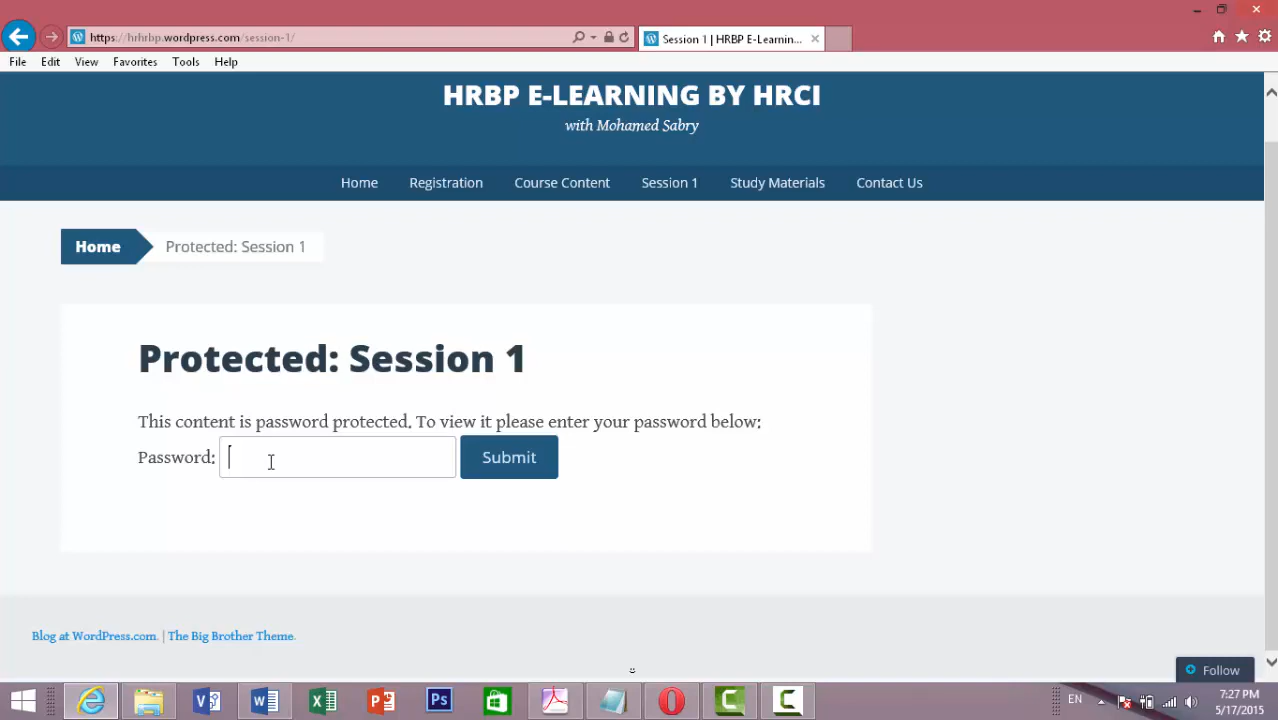 https://hrhrbp.wordpress.com/session-1/
Session 1 | HRBP E-Learnin...
File Edit View Favorites Tools Help
HRBP E-LEARNING BY HRCI
with Mohamed Sabry
Home Registration Course Content Session 1 Study Materials Contact Us
Home Protected: Session 1
Protected: Session 1
This content is password protected. To view it please enter your password below:
Password: Submit
Blog at WordPress.com. | The Big Brother Theme.
Follow
EN 7:27 PM
5/17/2015